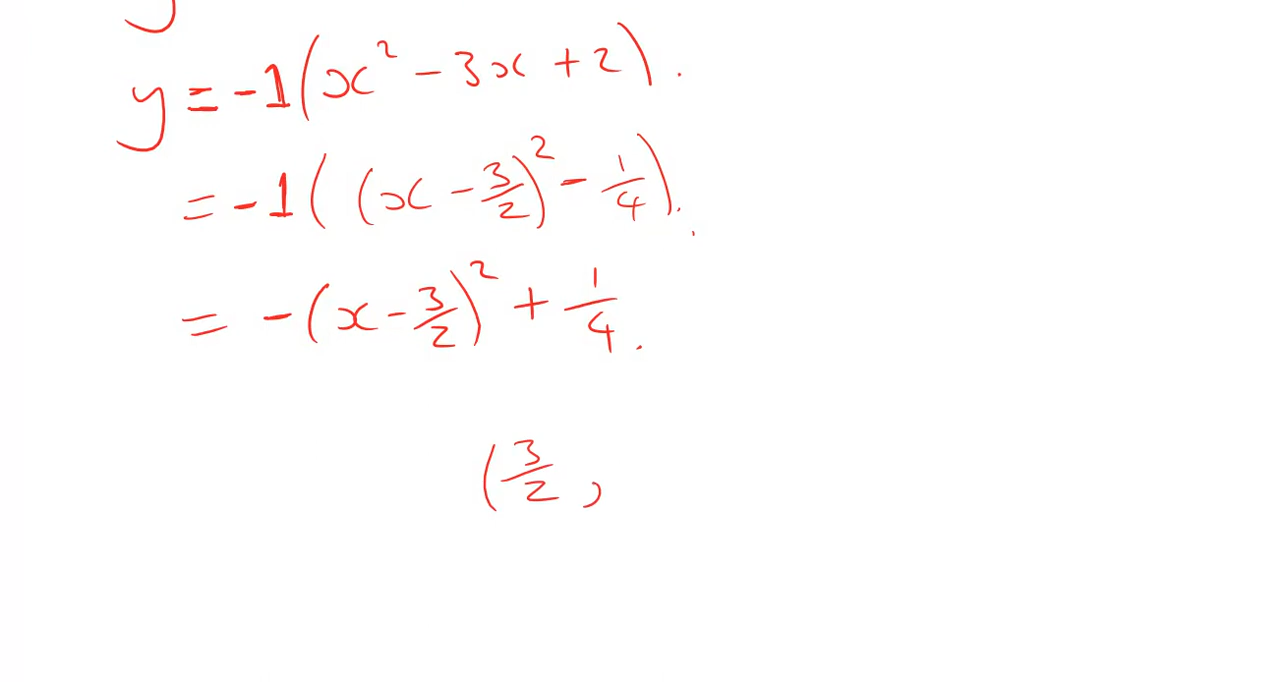 y = -1(x² - 3x + 2).
= -1((x - 3/2)² - 1/4).
= -(x - 3/2)² + 1/4.
(3/2 ,